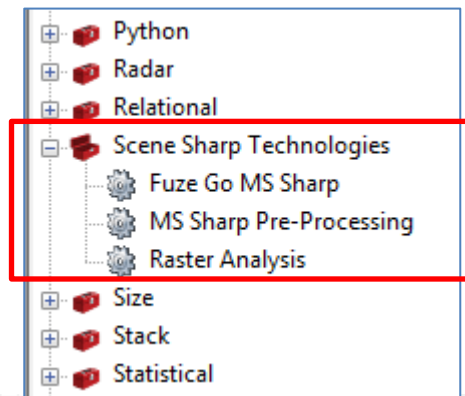 Python
Radar
Relational
Scene Sharp Technologies
Fuze Go MS Sharp
MS Sharp Pre-Processing
Raster Analysis
Size
Stack
Statistical